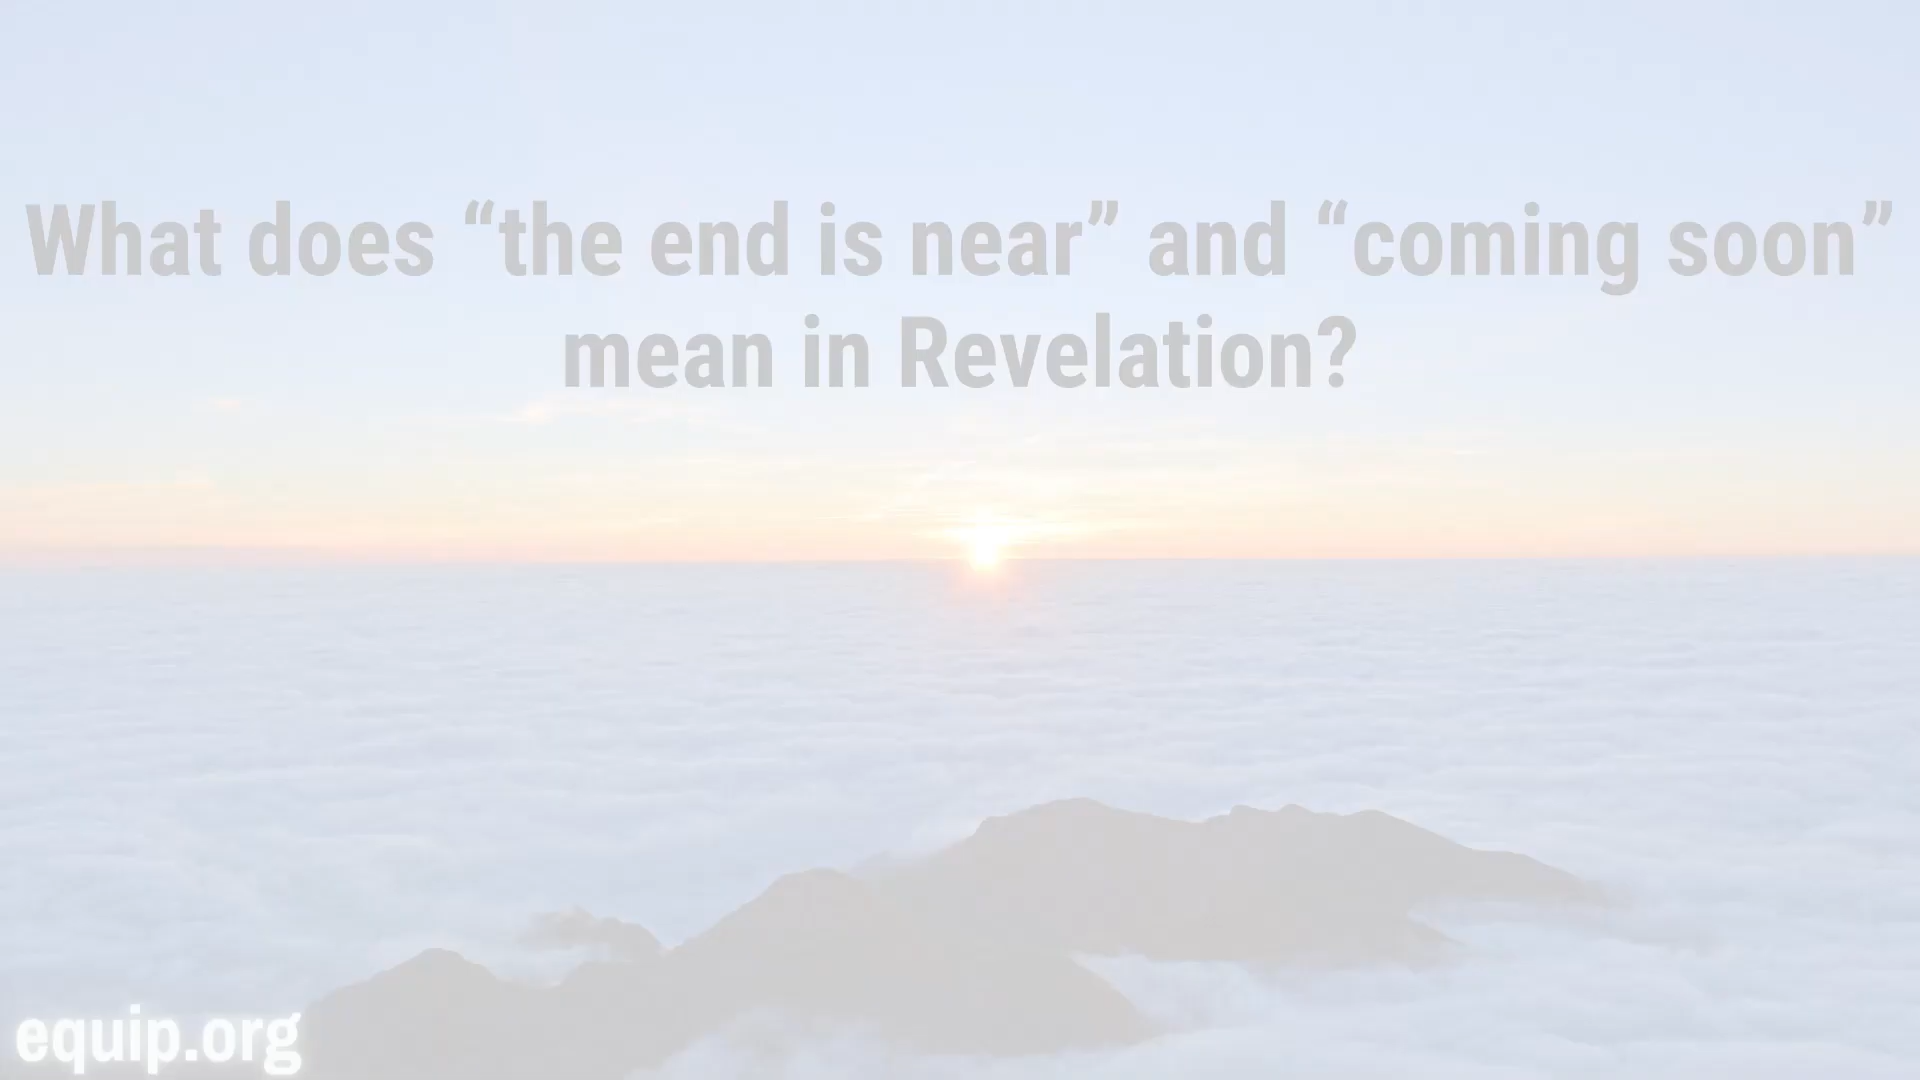 What does “the end is near” and “coming soon”
mean in Revelation?
equip.org